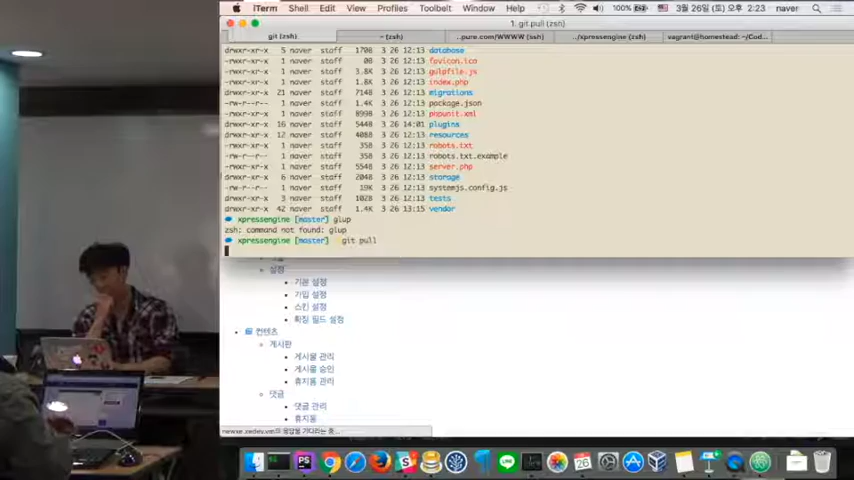 iTerm Shell Edit View Profiles Toolbelt Window Help 100% 3월 26일 (토) 오후 2:23 naver
1. git pull (zsh)
git (zsh) ~ (zsh) ..pure.com/WWWW (ssh) ../xpressengine (zsh) vagrant@homestead: ~/Cod...
drwxr-xr-x 5 naver staff 170B 3 26 12:13 database
-rwxr-xr-x 1 naver staff 0B 3 26 12:13 favicon.ico
-rwxr-xr-x 1 naver staff 3.8K 3 26 12:13 gulpfile.js
-rwxr-xr-x 1 naver staff 1.8K 3 26 12:13 index.php
drwxr-xr-x 21 naver staff 714B 3 26 12:13 migrations
-rw-r--r-- 1 naver staff 1.4K 3 26 12:13 package.json
-rwxr-xr-x 1 naver staff 899B 3 26 12:13 phpunit.xml
drwxr-xr-x 16 naver staff 544B 3 26 14:01 plugins
drwxr-xr-x 12 naver staff 408B 3 26 12:13 resources
-rwxr-xr-x 1 naver staff 35B 3 26 12:13 robots.txt
-rw-r--r-- 1 naver staff 35B 3 26 12:13 robots.txt.example
-rwxr-xr-x 1 naver staff 554B 3 26 12:13 server.php
drwxr-xr-x 6 naver staff 204B 3 26 12:13 storage
-rw-r--r-- 1 naver staff 19K 3 26 12:13 systemjs.config.js
drwxr-xr-x 3 naver staff 102B 3 26 12:13 tests
drwxr-xr-x 42 naver staff 1.4K 3 26 13:15 vendor
xpressengine [master] glup
zsh: command not found: glup
xpressengine [master] git pull
설정
기본 설정
가입 설정
스킨 설정
확장 필드 설정
컨텐츠
게시판
게시물 관리
게시물 승인
휴지통 관리
댓글
댓글 관리
휴지통